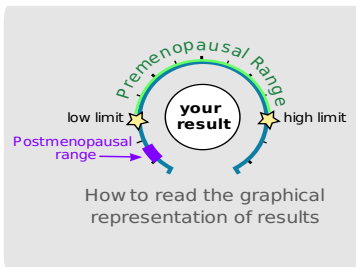 Premenopausal Range
your
result
low limit
high limit
Postmenopausal
range
How to read the graphical
representation of results